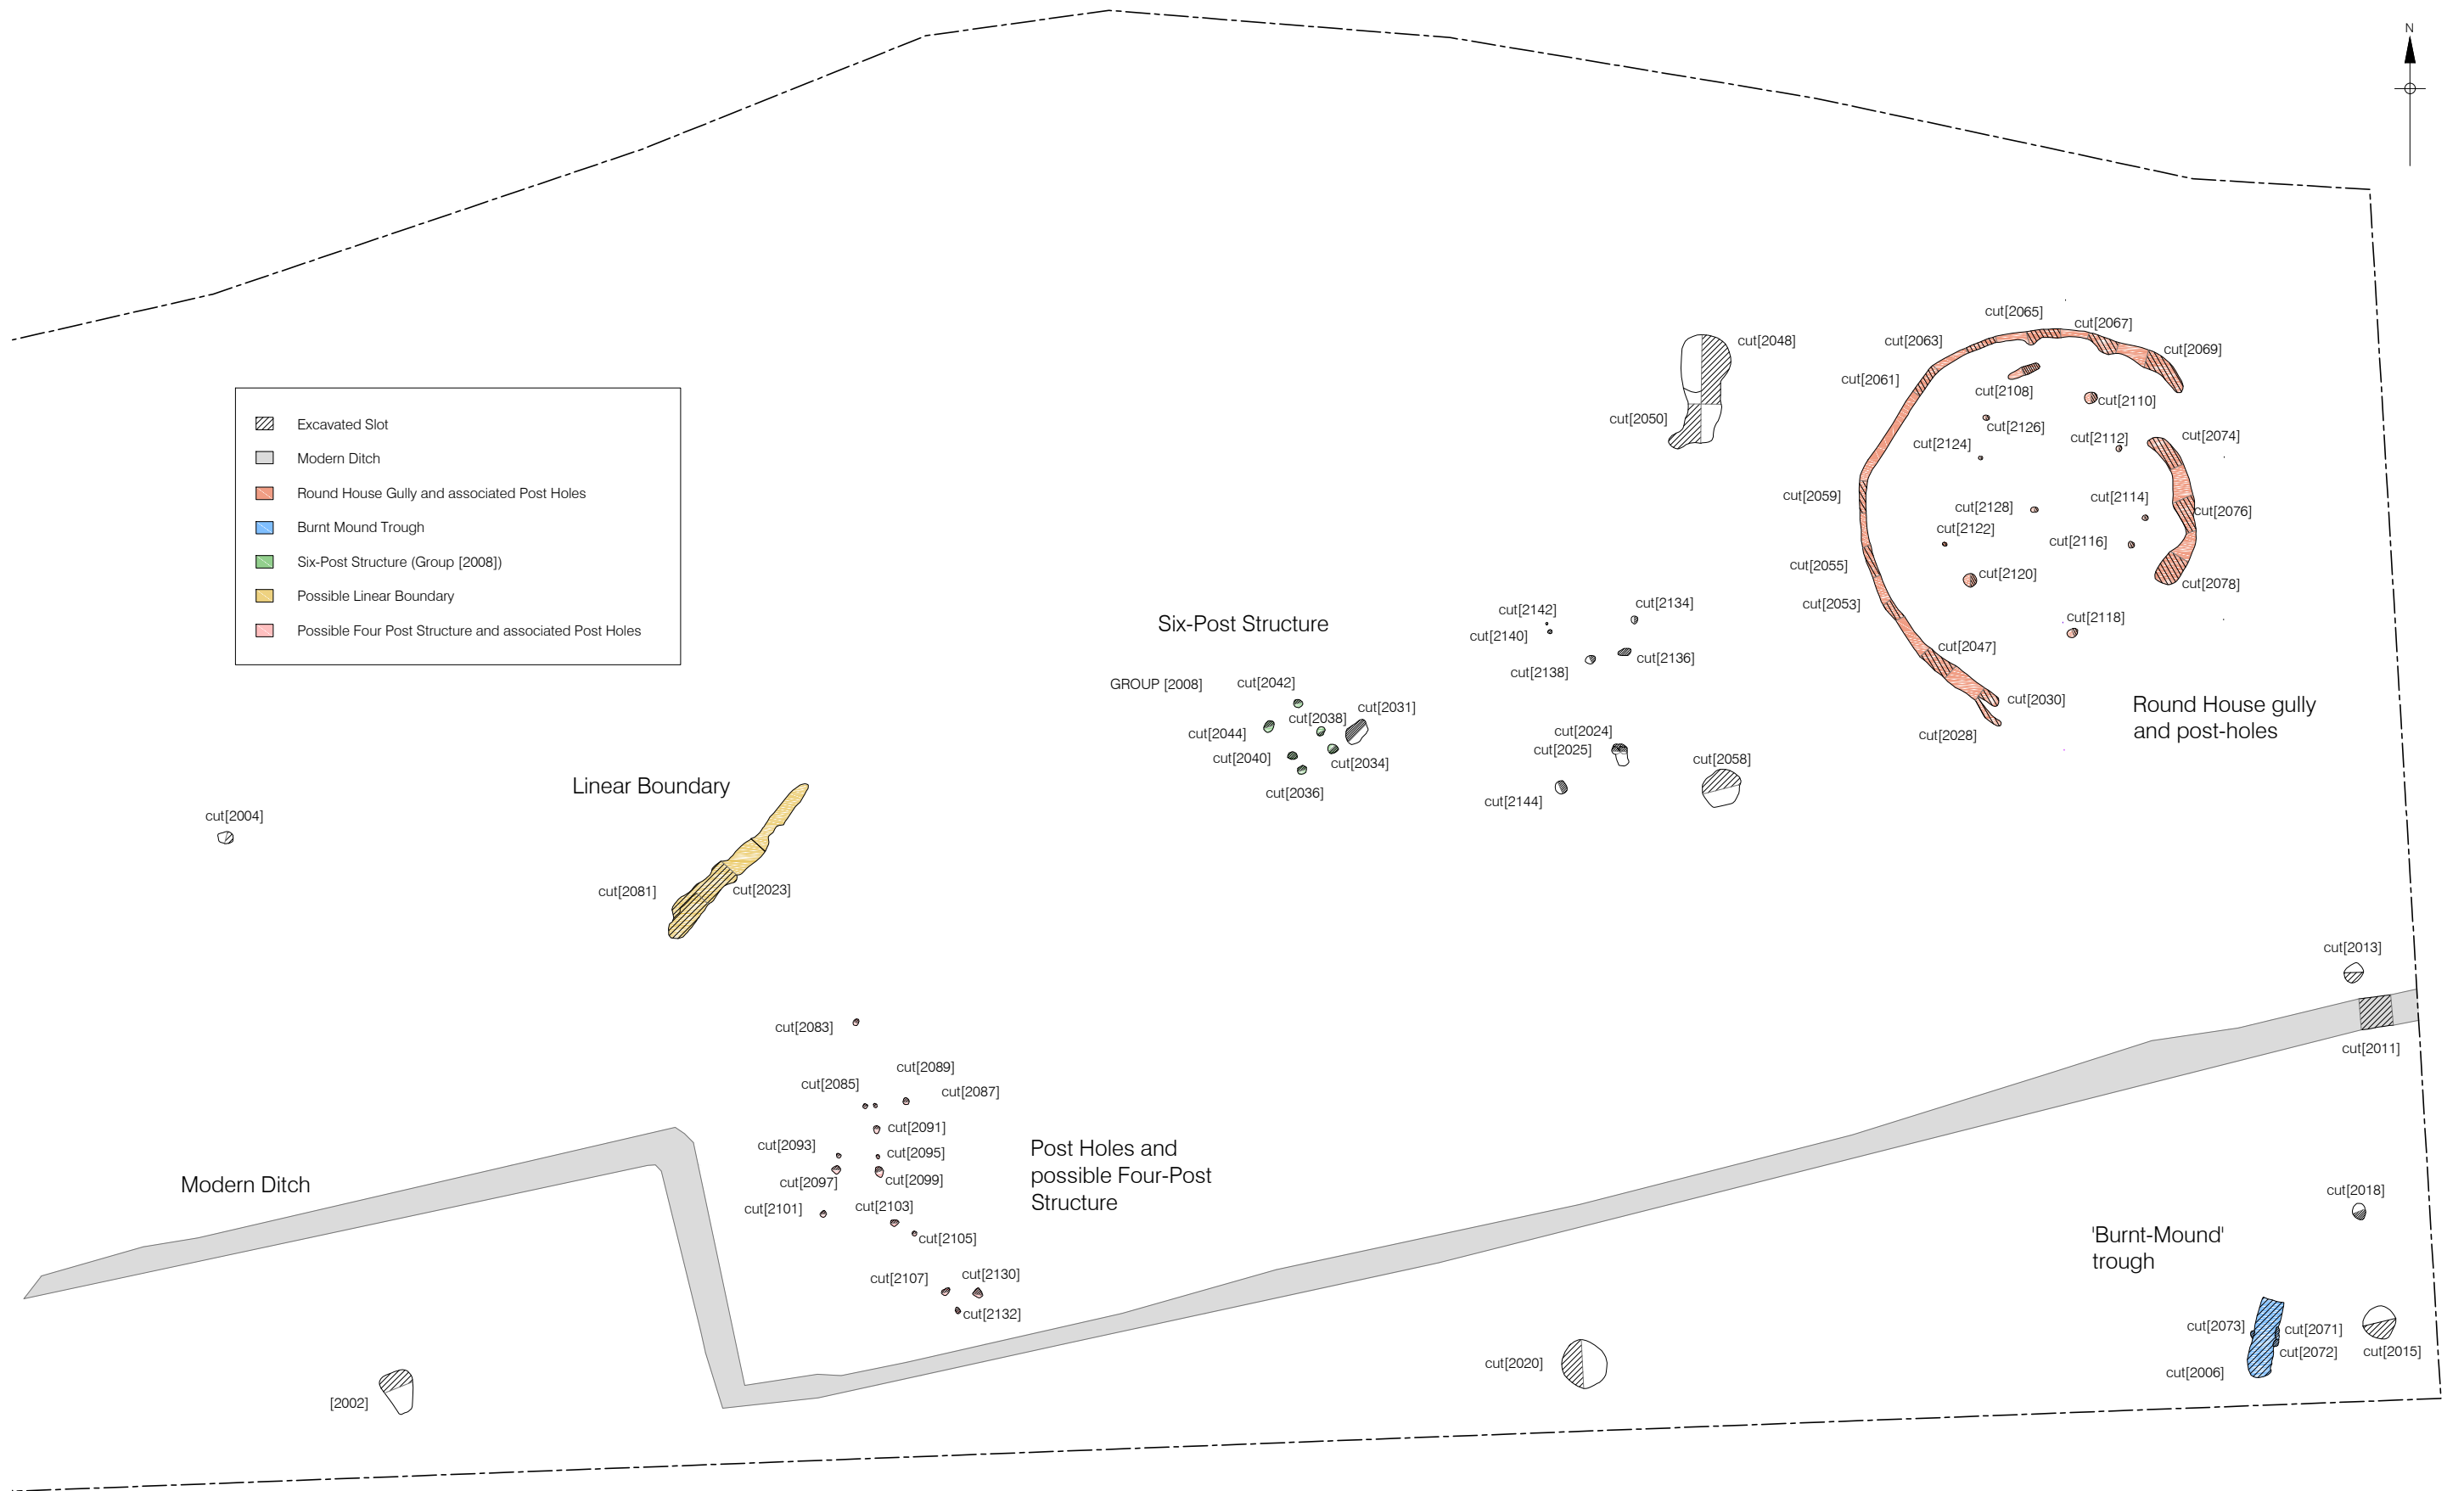 N
cut[2065]
cut[2067]
cut[2063]
cut[2048]
cut[2069]
cut[2061]
cut[2108]
cut[2110]
cut[2050]
cut[2126]
cut[2124]
cut[2112]
cut[2074]
Excavated Slot
Modern Ditch
Round House Gully and associated Post Holes
Burnt Mound Trough
Six-Post Structure (Group [2008])
Possible Linear Boundary
Possible Four Post Structure and associated Post Holes
cut[2059]
cut[2128]
cut[2114]
cut[2076]
cut[2122]
cut[2116]
cut[2055]
cut[2120]
cut[2078]
cut[2053]
cut[2118]
cut[2047]
cut[2142]
cut[2134]
cut[2140]
cut[2138]
cut[2136]
Six-Post Structure
GROUP [2008]
cut[2042]
cut[2038]
cut[2031]
cut[2044]
cut[2040]
cut[2034]
cut[2036]
cut[2030]
cut[2028]
Round House gully
and post-holes
cut[2024]
cut[2025]
cut[2058]
cut[2144]
Linear Boundary
cut[2004]
cut[2081]
cut[2023]
cut[2013]
cut[2011]
cut[2083]
cut[2089]
cut[2085]
cut[2087]
cut[2091]
cut[2093]
cut[2095]
cut[2097]
cut[2099]
cut[2101]
cut[2103]
cut[2105]
cut[2107]
cut[2130]
cut[2132]
Post Holes and
possible Four-Post
Structure
Modern Ditch
cut[2018]
'Burnt-Mound'
trough
cut[2073]
cut[2071]
cut[2072]
cut[2015]
cut[2006]
cut[2020]
[2002]